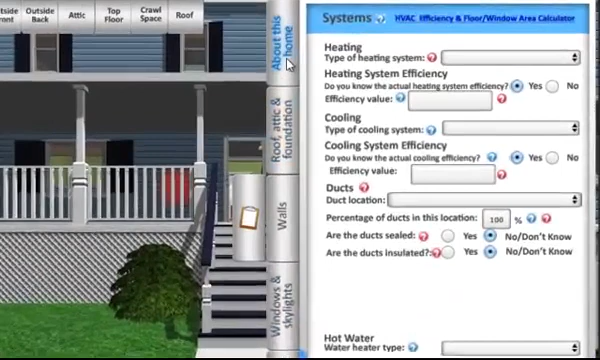 Outside
Back
Attic
Top
Floor
Crawl
Space
Roof
About this
home
Roof, attic &
foundation
Walls
Windows &
skylights
Systems HVAC Efficiency & Floor/Window Area Calculator
Heating
Type of heating system: ?
Heating System Efficiency
Do you know the actual heating system efficiency? Yes No
Efficiency value: ? ?
Cooling
Type of cooling system: ?
Cooling System Efficiency
Do you know the actual cooling efficiency? ? Yes No
Efficiency value: ?
Ducts ?
Duct location:
Percentage of ducts in this location: 100 % ? ?
Are the ducts sealed: ? Yes No/Don't Know
Are the ducts insulated?: ? Yes No/Don't Know
Hot Water
Water heater type: ?